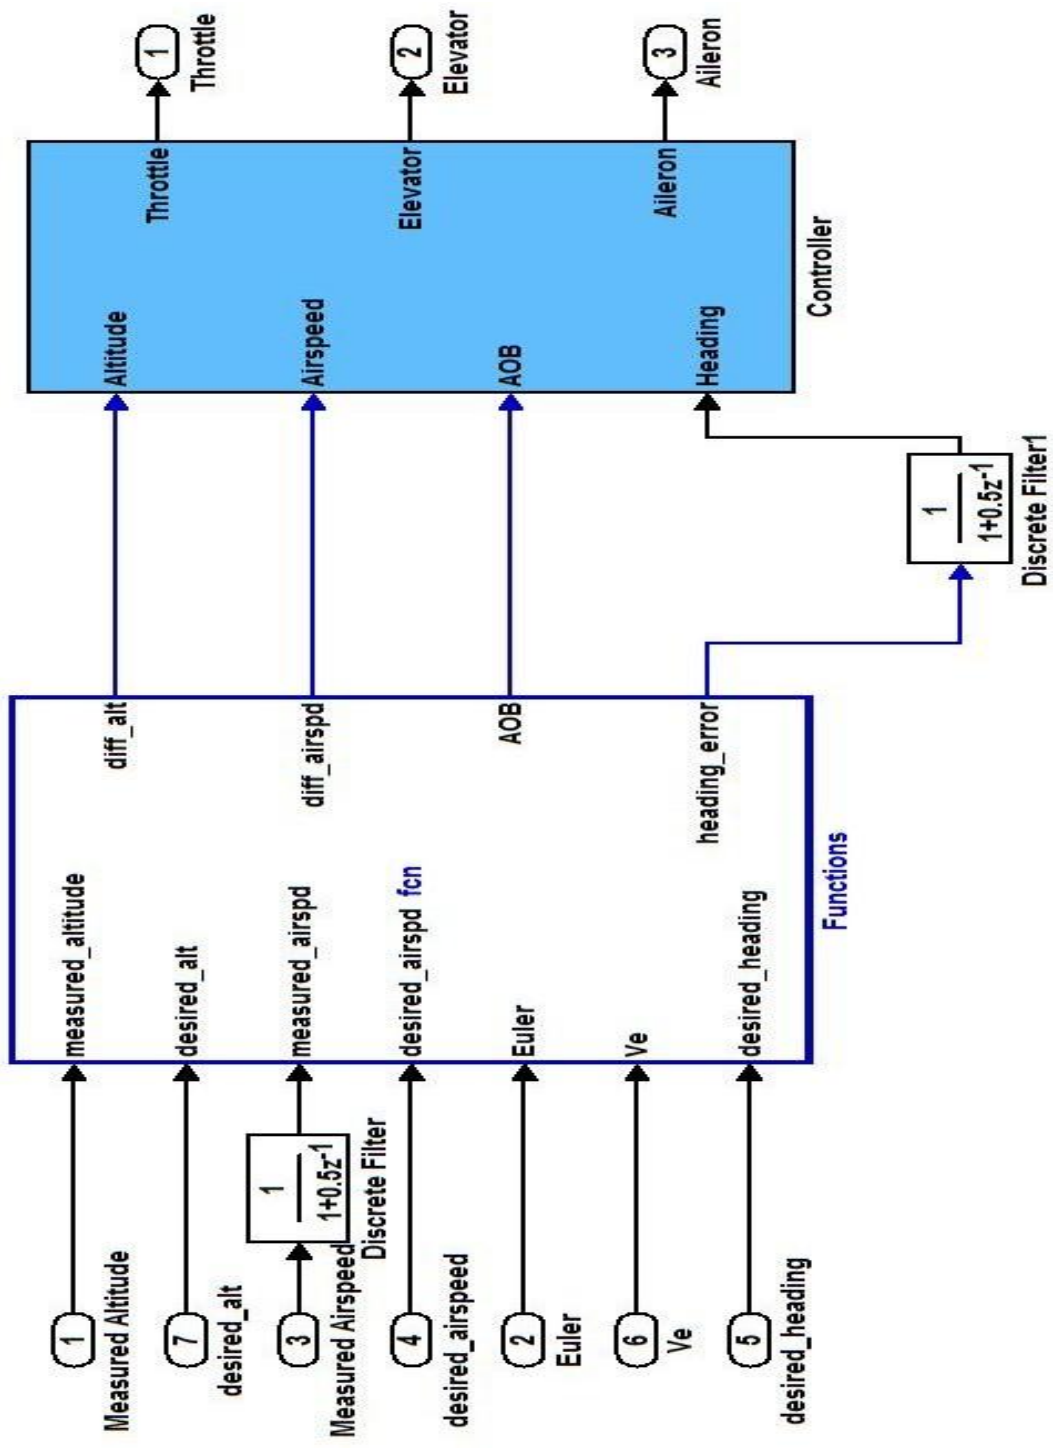 1
Measured Altitude
7
desired_alt
3
Measured Airspeed
4
desired_airspeed
2
Euler
6
Ve
5
desired_heading
1
1+0.5z-1
Discrete Filter
measured_altitude
desired_alt
measured_airspd
desired_airspd
fcn
Euler
Ve
desired_heading
diff_alt
diff_airspd
AOB
heading_error
Functions
1
1+0.5z-1
Discrete Filter1
Altitude
Airspeed
AOB
Heading
Throttle
Elevator
Aileron
Controller
1
Throttle
2
Elevator
3
Aileron